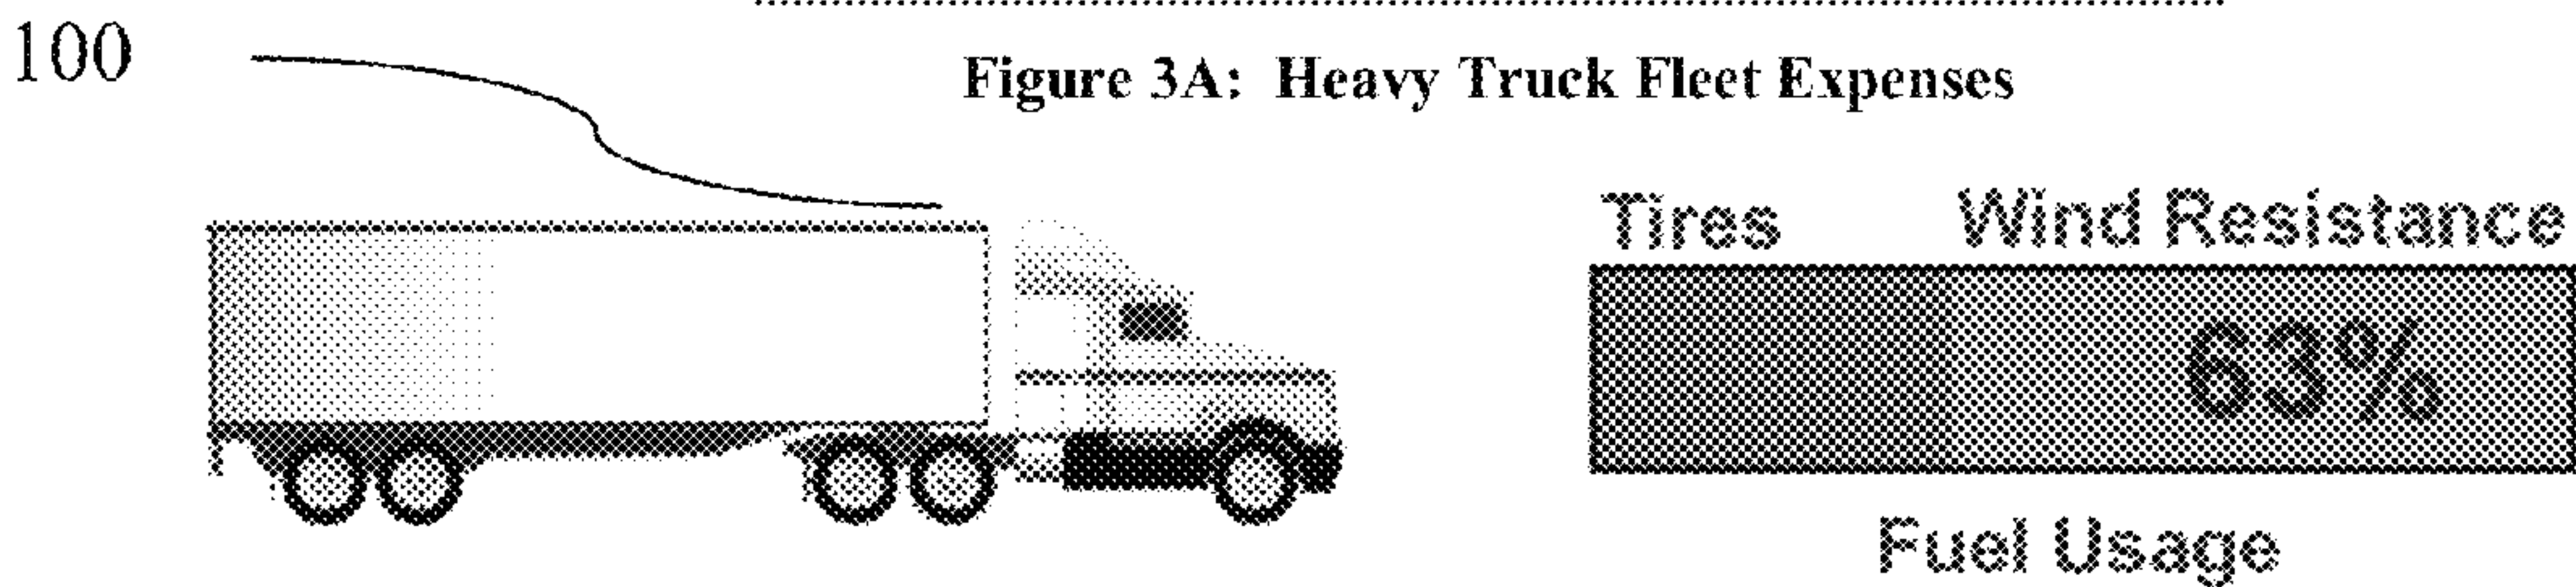 100
Figure 3A: Heavy Truck Fleet Expenses
Tires Wind Resistance
63%
Fuel Usage